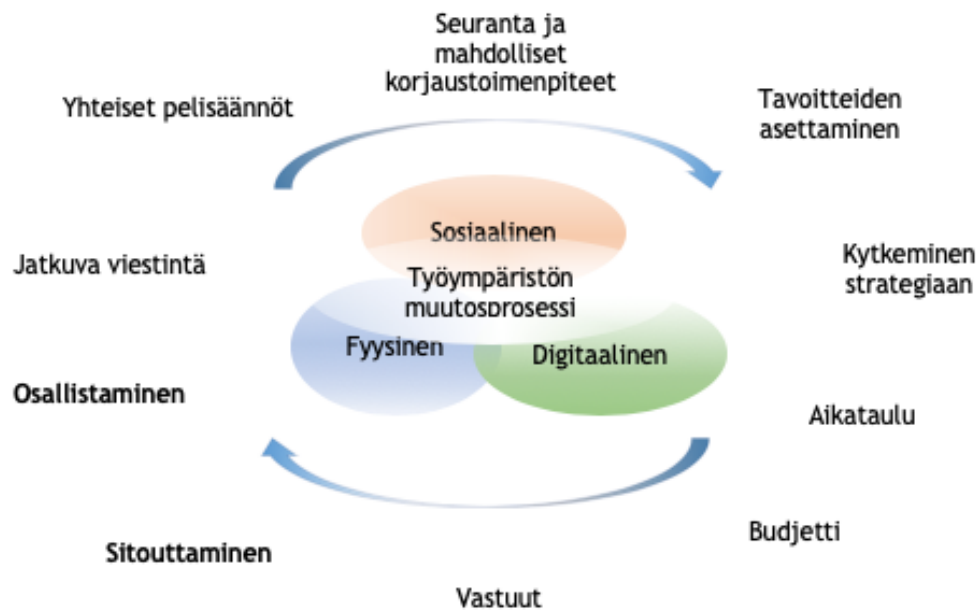 Seuranta ja
mahdolliset
korjaustoimenpiteet
Yhteiset pelisäännöt
Tavoitteiden
asettaminen
Sosiaalinen
Jatkuva viestintä
Kytkeminen
strategiaan
Työympäristön
muutosprosessi
Fyysinen
Digitaalinen
Osallistaminen
Aikataulu
Budjetti
Sitouttaminen
Vastuut